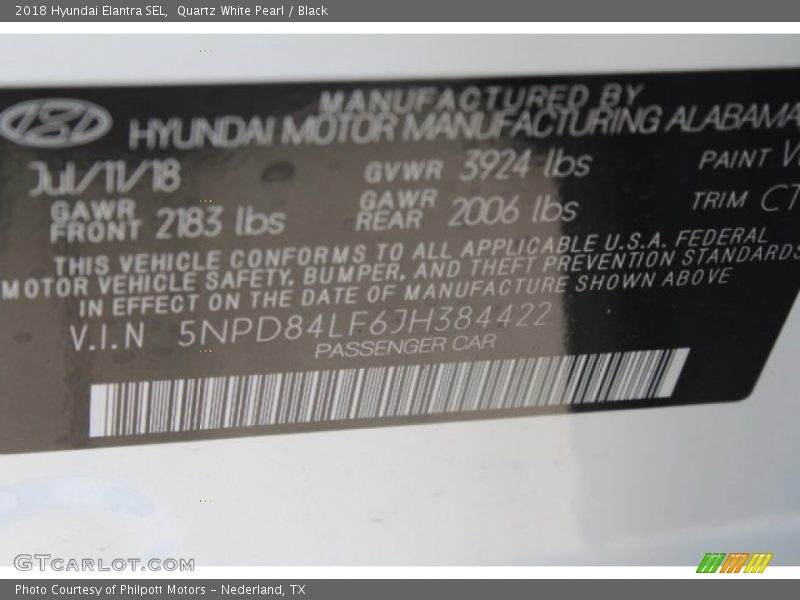 2018 Hyundai Elantra SEL,  Quartz White Pearl / Black
MANUFACTURED BY
HYUNDAI MOTOR MANUFACTURING ALABAMA
Jul/11/18 GVWR 3924 lbs PAINT
GAWR FRONT 2183 lbs GAWR REAR 2006 lbs TRIM
THIS VEHICLE CONFORMS TO ALL APPLICABLE U.S.A. FEDERAL
MOTOR VEHICLE SAFETY, BUMPER, AND THEFT PREVENTION STANDARDS
IN EFFECT ON THE DATE OF MANUFACTURE SHOWN ABOVE
V.I.N 5NPD84LF6JH384422
PASSENGER CAR
GTCARLOT.COM
Photo Courtesy of Philpott Motors - Nederland, TX